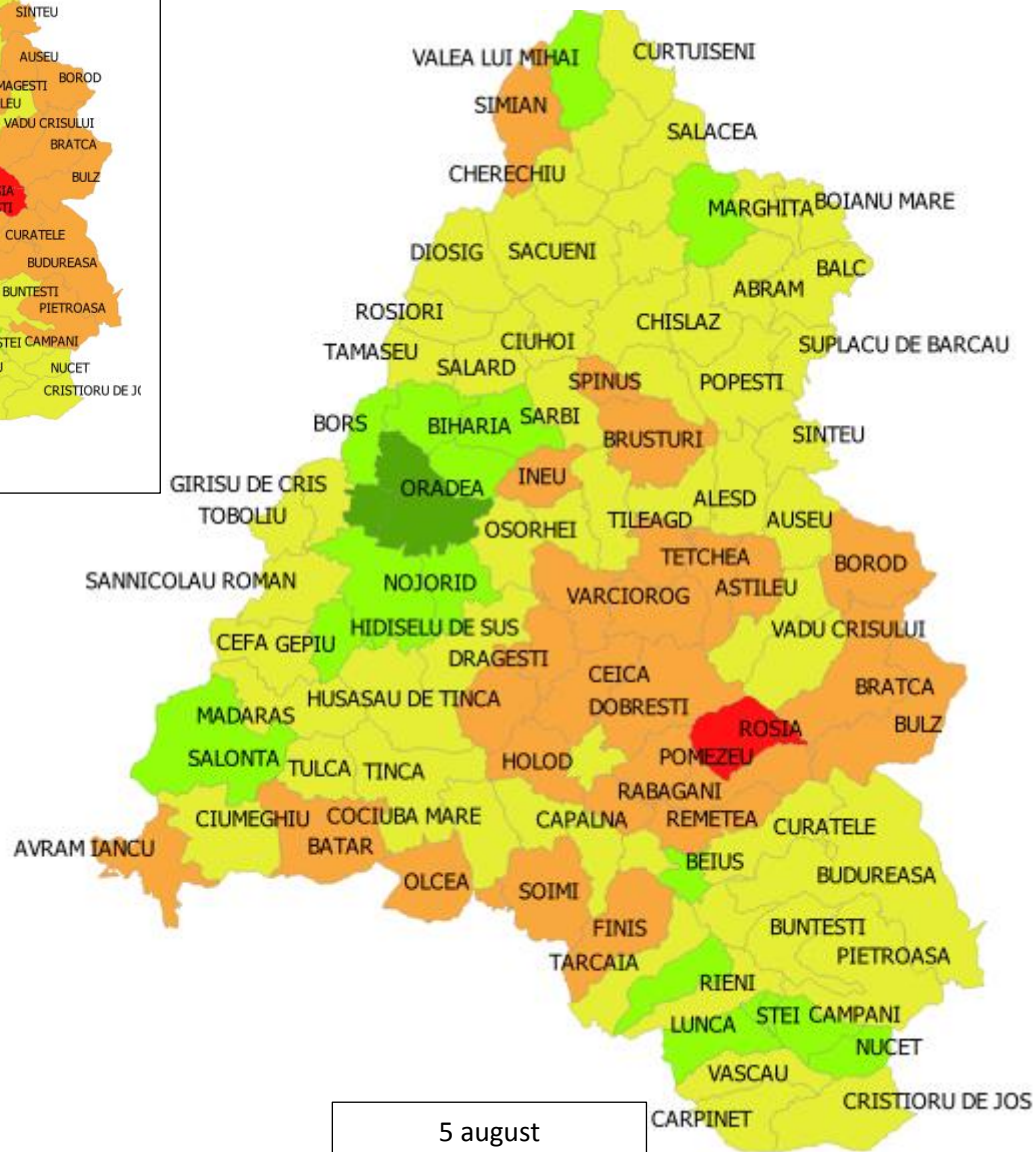 SINTEU
AUSEU
BOROD
VADU CRISULUI
BRATCA
BULZ
CURATELE
BUDUREASA
BUNTESTI
PIETROASA
CAMPANI
NUCET
CRISTIORU DE
VALEA LUI MIHAI
CURTUISENI
SIMIAN
SALACEA
CHERECHIU
MARGHITA
BOIANU MARE
DIOSIG
SACUENI
BALC
ABRAM
ROSIORI
CHISLAZ
CIUHOI
TAMASEU
SUPLACU DE BARCAU
SALARD
SPINUS
POPESTI
BORS
BIHARIA
SARBI
BRUSTURI
SINTEU
GIRISU DE CRIS
ORADEA
INEU
ALESD
TOBOLIU
OSORHEI
TILEAGD
AUSEU
TETCHEA
BOROD
SANNICOLAU ROMAN
NOJORID
VARCIOROG
ASTILEU
CEFA
GEPIU
HIDISELU DE SUS
VADU CRISULUI
DRAGESTI
CEICA
BRATCA
HUSASAU DE TINCA
DOBRESTI
MADARAS
ROSIA
BULZ
SALONTA
TULCA
TINCA
HOLOD
POMEZEU
RABAGANI
CIUMEGHIU
COCIUBA MARE
CAPALNA
REMETEA
CURATELE
AVRAM IANCU
BATAR
BEIUS
OLCEA
SOIMI
BUDUREASA
FINIS
BUNTESTI
TARCAIA
PIETROASA
RIENI
LUNCA
STEI
CAMPANI
NUCET
VASCAU
CARPINET
CRISTIORU DE JOS
5 august